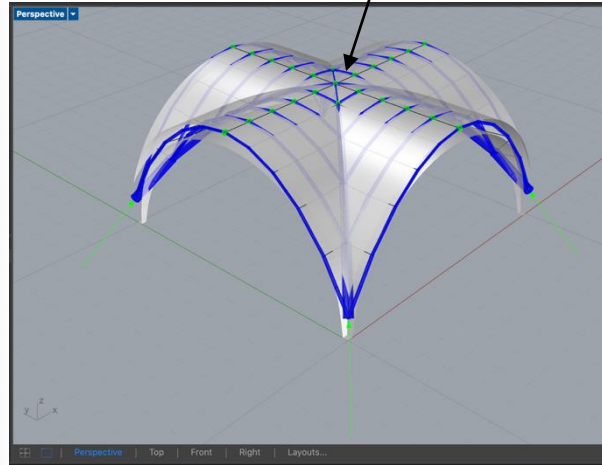 Perspective
z
y x
Perspective | Top | Front | Right | Layouts...